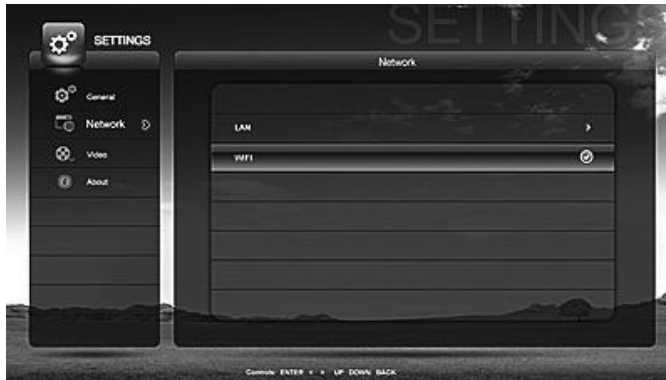 SETTINGS
SETTINGS
Network
General
Network
Video
About
LAN
WIFI
Controls: ENTER < > UP DOWN BACK